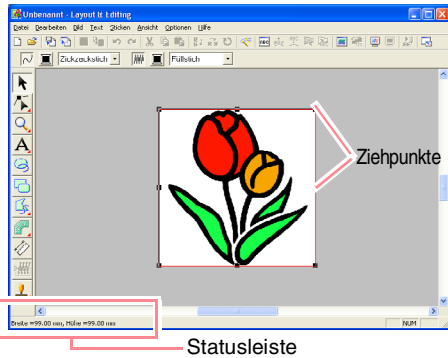 Unbenannt - Layout & Editing
Datei Bearbeiten Bild Text Sticken Ansicht Optionen Hilfe
Zickzackstich Füllstich
Ziehpunkte
Breite =99.00 mm, Höhe =99.00 mm NUM
Statusleiste